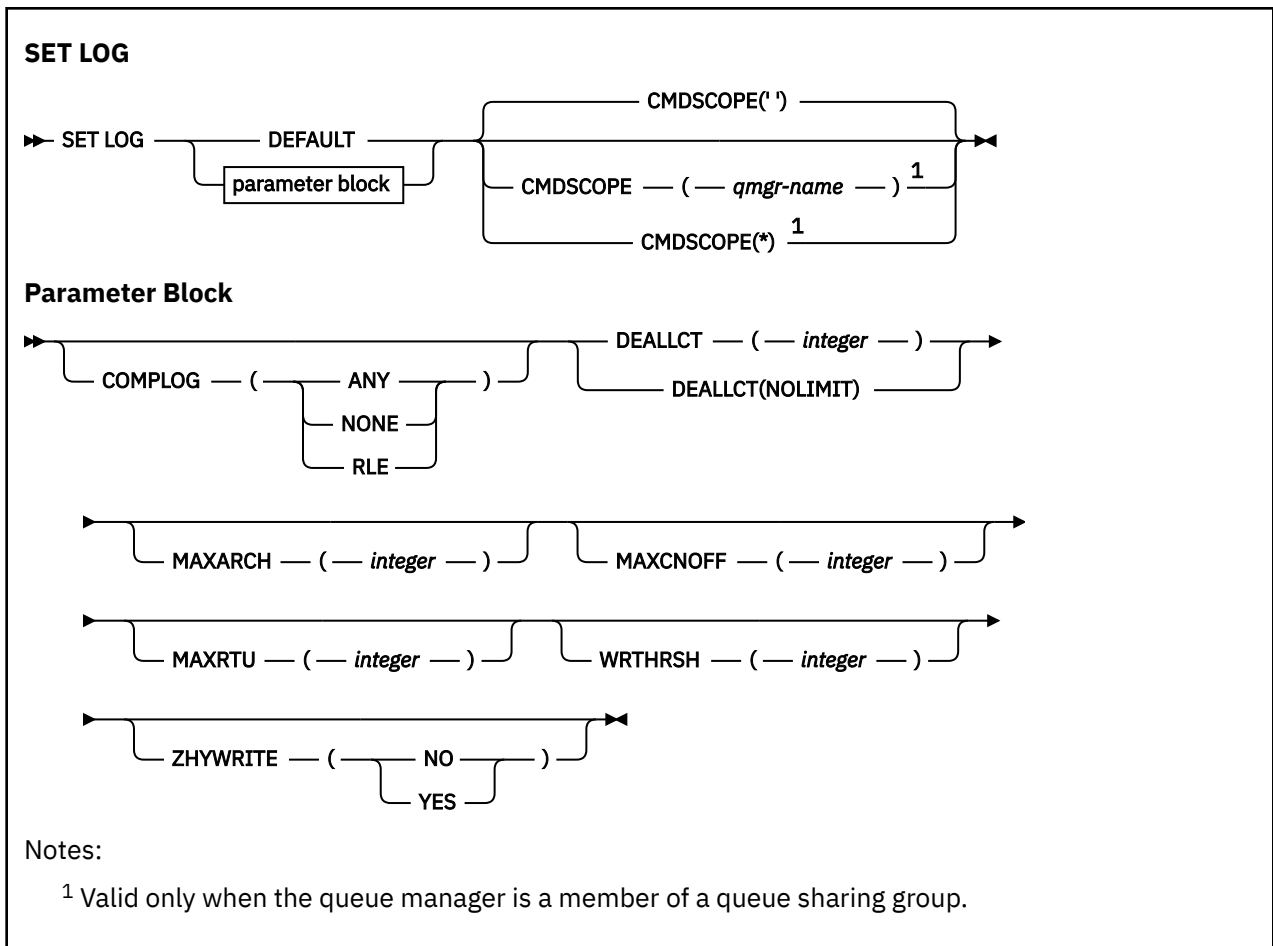 SET LOG
CMDSCOPE(' ')
SET LOG DEFAULT
parameter block
CMDSCOPE ( qmgr-name ) 1
CMDSCOPE(*) 1
Parameter Block
DEALLCT ( integer )
COMPLOG ( ANY )
DEALLCT(NOLIMIT)
NONE
RLE
MAXARCH ( integer ) MAXCNOFF ( integer )
MAXRTU ( integer ) WRTHRSH ( integer )
ZHYWRITE ( NO )
YES
Notes:
1 Valid only when the queue manager is a member of a queue sharing group.